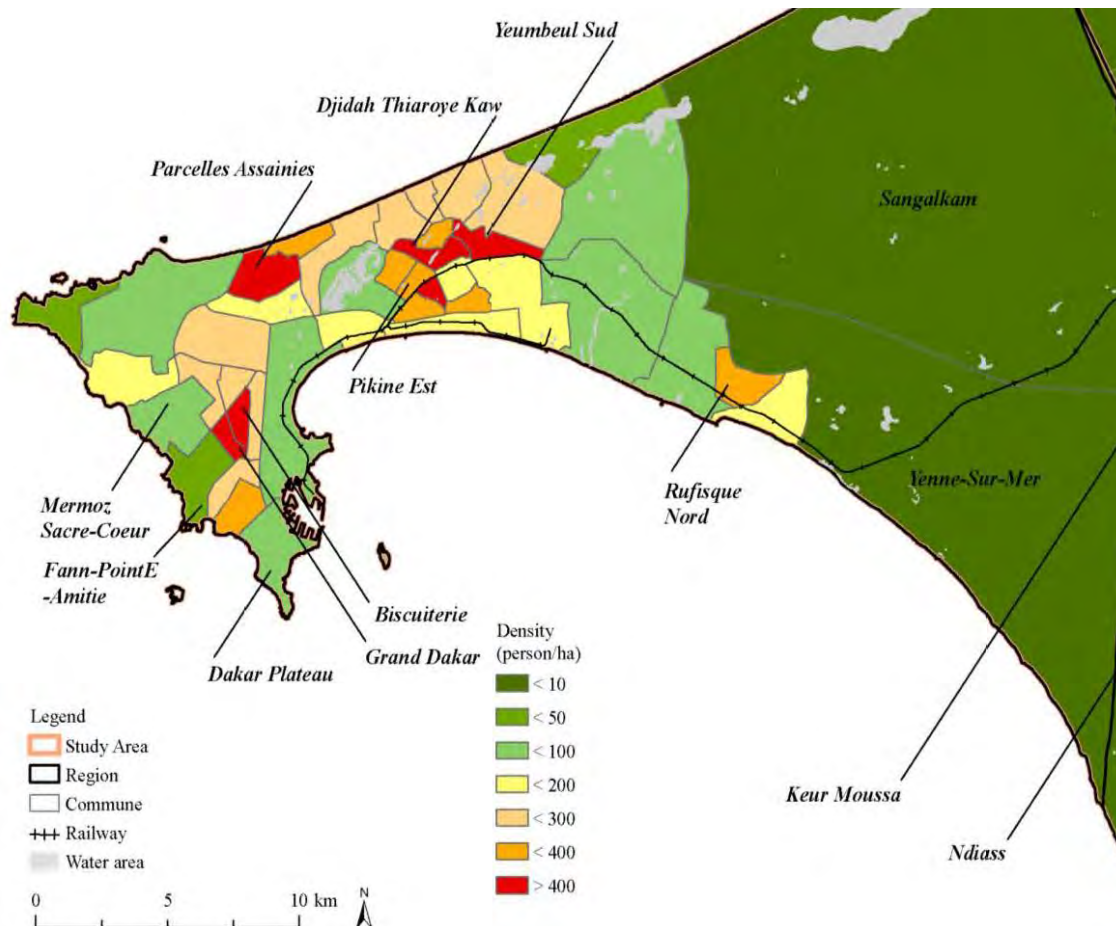 Yeumbeul Sud
Djidah Thiaroye Kaw
Parcelles Assainies
Sangalkam
Pikine Est
Mermoz
Sacre-Coeur
Rufisque
Nord
Yenne-Sur-Mer
Fann-PointE
-Amitie
Biscuiterie
Grand Dakar
Dakar Plateau
Keur Moussa
Ndiass
Density
(person/ha)
< 10
< 50
< 100
< 200
< 300
< 400
> 400
Legend
Study Area
Region
Commune
Railway
Water area
0 5 10 km
N